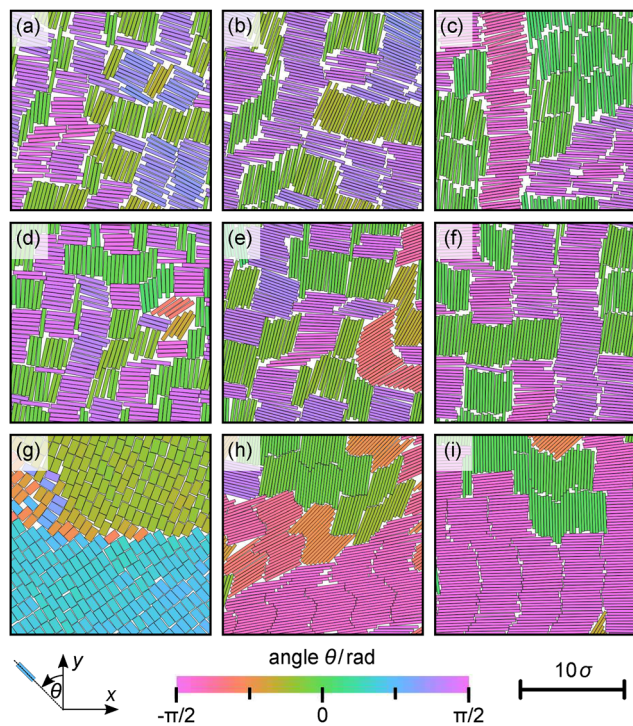 (a) (b) (c)
(d) (e) (f)
(g) (h) (i)
y
θ
x
angle θ/rad
-π/2 0 π/2
10σ